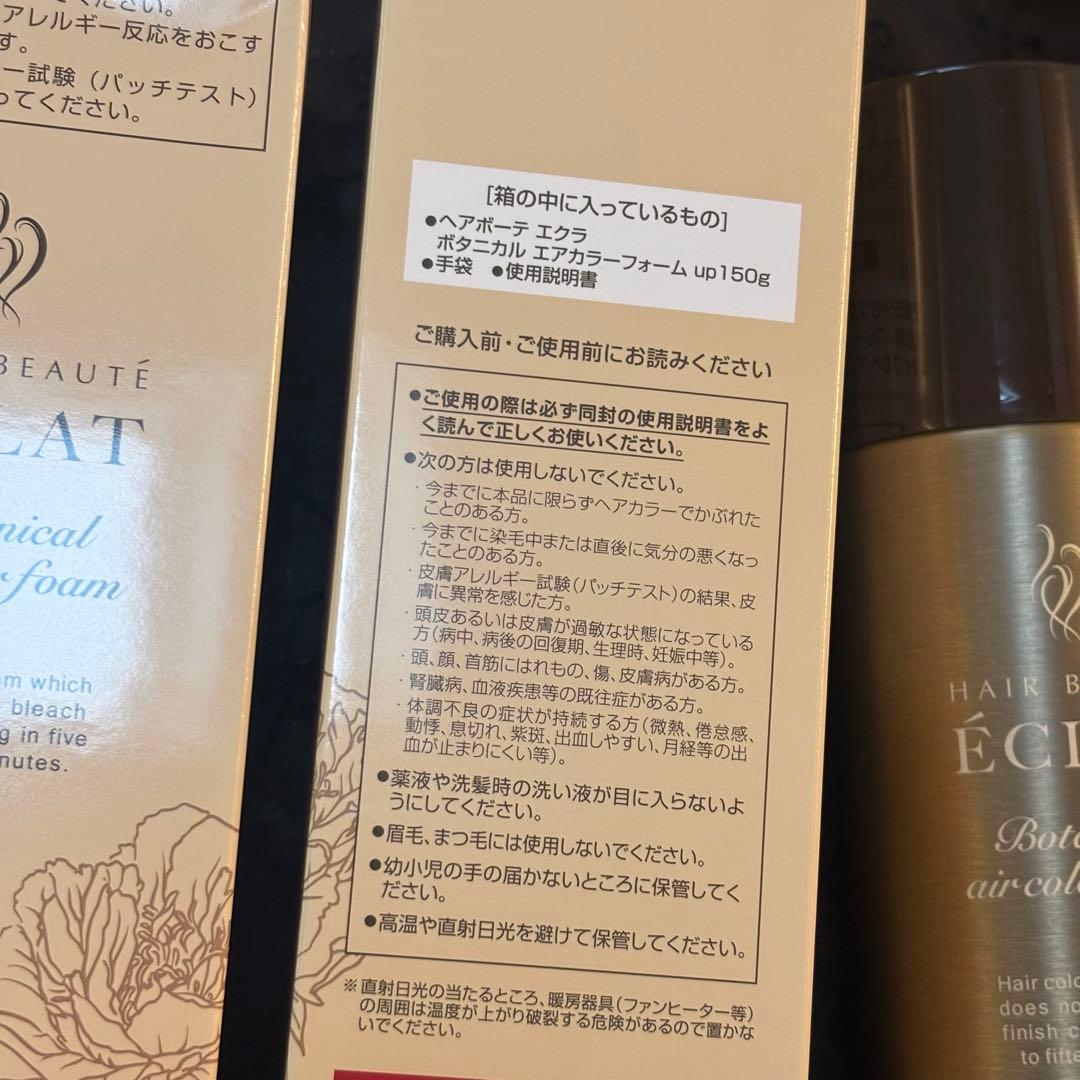 ください。
アレルギー反応をおこす
す。
ー試験（パッチテスト）
ってください。
BEAUTÉ
LAT
nical
foam
m which
bleach
g in five
nutes.
[箱の中に入っているもの]
●ヘアボーテ エクラ
ボタニカル エアカラーフォーム up150g
●手袋 ●使用説明書
ご購入前・ご使用前にお読みください
●ご使用の際は必ず同封の使用説明書をよ
く読んで正しくお使いください。
●次の方は使用しないでください。
・今までに本品に限らずヘアカラーでかぶれた
ことのある方。
・今までに染毛中または直後に気分の悪くなっ
たことのある方。
・皮膚アレルギー試験（パッチテスト）の結果、皮
膚に異常を感じた方。
・頭皮あるいは皮膚が過敏な状態になっている
方（病中、病後の回復期、生理時、妊娠中等）。
・頭、顔、首筋にはれもの、傷、皮膚病がある方。
・腎臓病、血液疾患等の既往症がある方。
・体調不良の症状が持続する方（微熱、倦怠感、
動悸、息切れ、紫斑、出血しやすい、月経等の出
血が止まりにくい等）。
●薬液や洗髪時の洗い液が目に入らないよ
うにしてください。
●眉毛、まつ毛には使用しないでください。
●幼小児の手の届かないところに保管してく
ださい。
●高温や直射日光を避けて保管してください。
※直射日光の当たるところ、暖房器具（ファンヒーター等）
の周囲は温度が上がり破裂する危険があるので置かな
いでください。
HAIR B
ÉCL
Bota
air colo
Hair colo
does no
finish c
to fifte